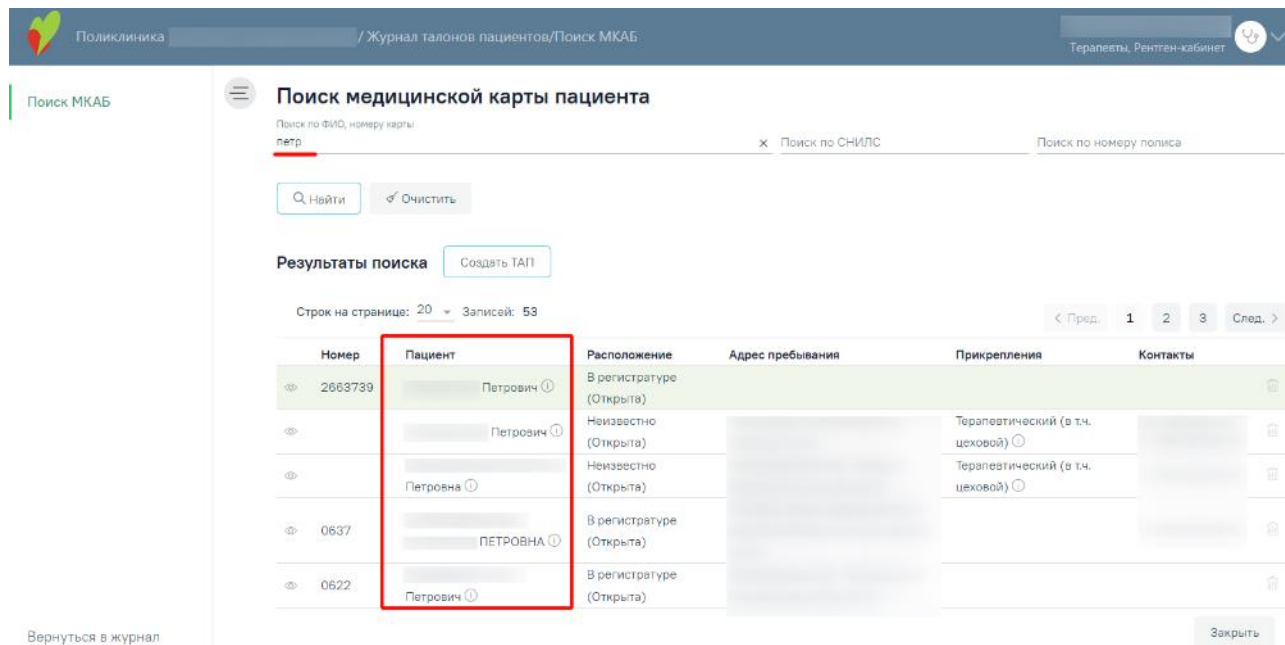 Поликлиника / Журнал талонов пациентов/Поиск МКАБ
Терапевты, Рентген-кабинет
Поиск МКАБ
Поиск медицинской карты пациента
Поиск по ФИО, номеру карты
петр
Поиск по СНИЛС
Поиск по номеру полиса
Найти
Очистить
Результаты поиска
Создать ТАП
Строк на странице: 20 Записей: 53
< Пред. 1 2 3 След. >
Номер Пациент Расположение Адрес пребывания Прикрепления Контакты
2663739 Петрович В регистратуре
(Открыта)
Петрович Неизвестно Терапевтический (в т.ч.
(Открыта) цеховой)
Неизвестно Терапевтический (в т.ч.
Петровна (Открыта) цеховой)
0637 ПЕТРОВНА В регистратуре
(Открыта)
0622 В регистратуре
Петрович (Открыта)
Вернуться в журнал
Закрыть